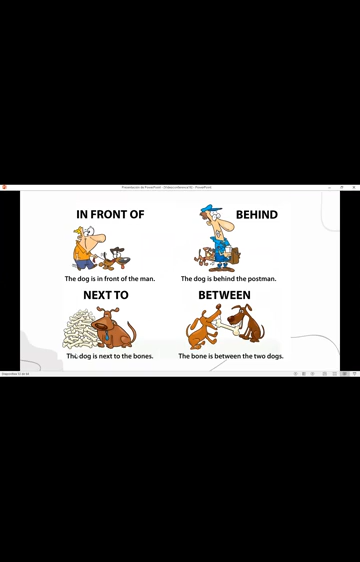 IN FRONT OF
BEHIND
The dog is in front of the man.
The dog is behind the postman.
NEXT TO
BETWEEN
The dog is next to the bones.
The bone is between the two dogs.